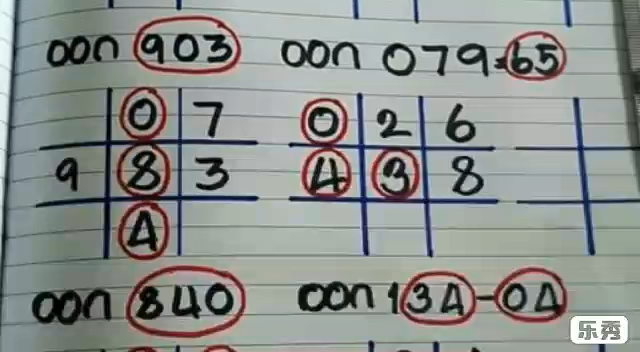 ออก 903 ออก 079-65
0 7 0 2 6
9 8 3 4 3 8
4
ออก 840 ออก 134-04
乐秀